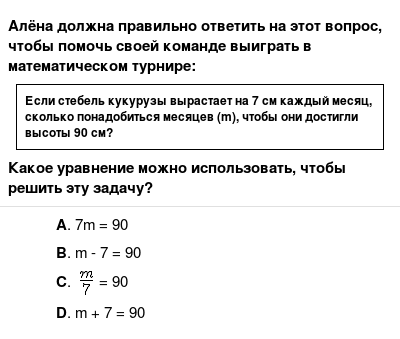 Алёна должна правильно ответить на этот вопрос,
чтобы помочь своей команде выиграть в
математическом турнире:
Если стебель кукурузы вырастает на 7 см каждый месяц,
сколько понадобиться месяцев (m), чтобы они достигли
высоты 90 см?
Какое уравнение можно использовать, чтобы
решить эту задачу?
A. 7m = 90
B. m - 7 = 90
C. m/7 = 90
D. m + 7 = 90